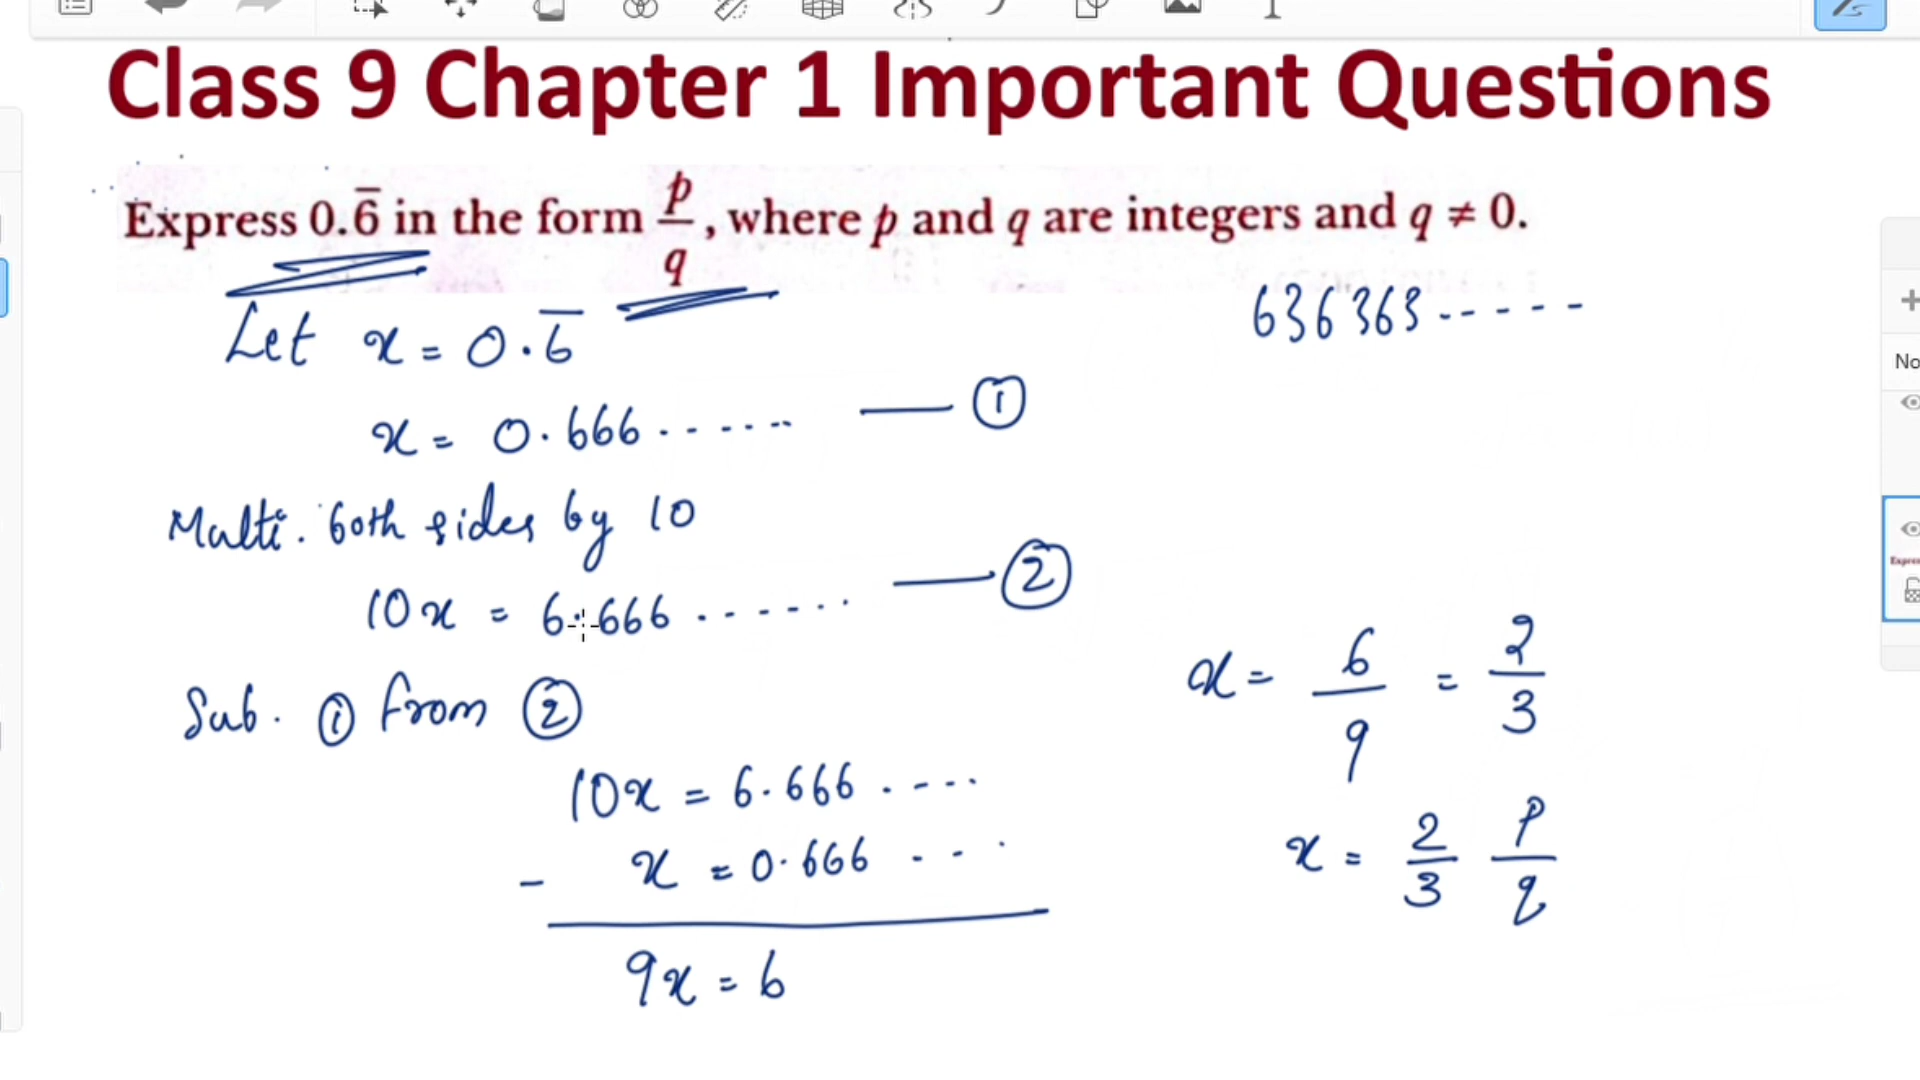 Class 9 Chapter 1 Important Questions
Express 0.6̅ in the form p/q, where p and q are integers and q ≠ 0.
636363.----
Let x = 0.6̅
x = 0.666...... — ①
Multi. both sides by 10
10x = 6.666...... — ②
Sub. ① from ②
10x = 6.666.....
- x = 0.666...
9x = 6
x = 6/9 = 2/3
x = 2/3 p/q
No
Expres